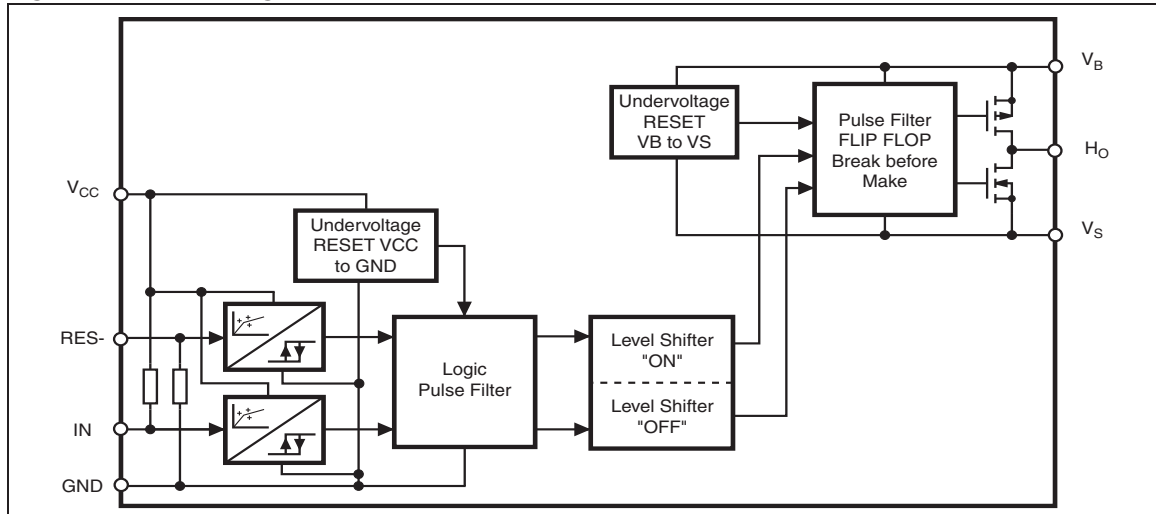 V_B
Undervoltage
RESET
VB to VS
Pulse Filter
FLIP FLOP
Break before
Make
H_O
V_CC
Undervoltage
RESET VCC
to GND
V_S
RES-
Logic
Pulse Filter
Level Shifter
"ON"
Level Shifter
"OFF"
IN
GND